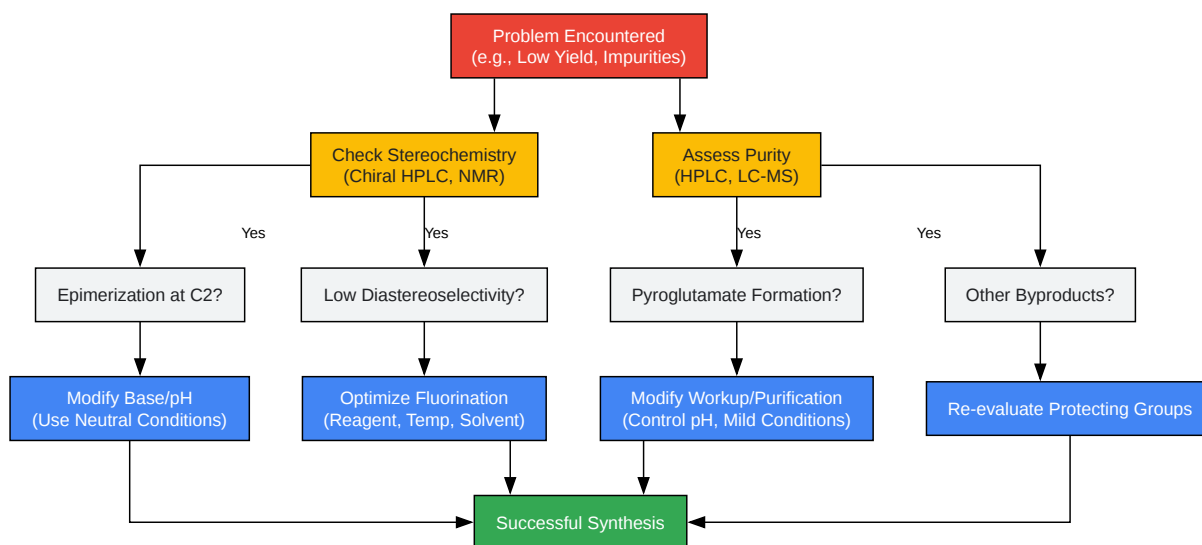 Problem Encountered
(e.g., Low Yield, Impurities)
Check Stereochemistry
(Chiral HPLC, NMR)
Assess Purity
(HPLC, LC-MS)
Yes
Yes
Yes
Yes
Epimerization at C2?
Low Diastereoselectivity?
Pyroglutamate Formation?
Other Byproducts?
Modify Base/pH
(Use Neutral Conditions)
Optimize Fluorination
(Reagent, Temp, Solvent)
Modify Workup/Purification
(Control pH, Mild Conditions)
Re-evaluate Protecting Groups
Successful Synthesis